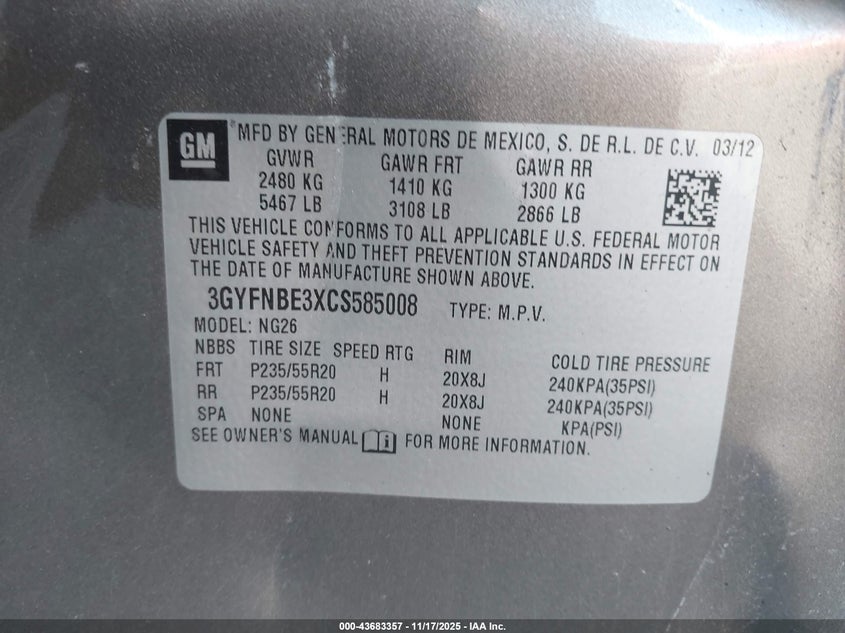 GM
MFD BY GENERAL MOTORS DE MEXICO, S. DE R.L. DE C.V. 03/12
GVWR GAWR FRT GAWR RR
2480 KG 1410 KG 1300 KG
5467 LB 3108 LB 2866 LB
THIS VEHICLE CONFORMS TO ALL APPLICABLE U.S. FEDERAL MOTOR
VEHICLE SAFETY AND THEFT PREVENTION STANDARDS IN EFFECT ON
THE DATE OF MANUFACTURE SHOWN ABOVE.
3GYFNBE3XCS585008 TYPE: M.P.V.
MODEL: NG26
NBBS TIRE SIZE SPEED RTG RIM COLD TIRE PRESSURE
FRT P235/55R20 H 20X8J 240KPA(35PSI)
RR P235/55R20 H 20X8J 240KPA(35PSI)
SPA NONE NONE KPA(PSI)
SEE OWNER'S MANUAL i FOR MORE INFORMATION.
000-43683357 - 11/17/2025 - IAA Inc.